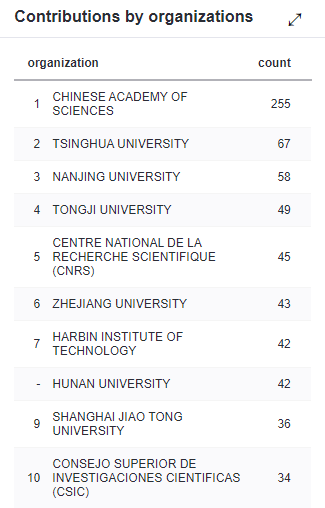 Contributions by organizations
organization count
1 CHINESE ACADEMY OF
SCIENCES 255
2 TSINGHUA UNIVERSITY 67
3 NANJING UNIVERSITY 58
4 TONGJI UNIVERSITY 49
5 CENTRE NATIONAL DE LA
RECHERCHE SCIENTIFIQUE 45
(CNRS)
6 ZHEJIANG UNIVERSITY 43
7 HARBIN INSTITUTE OF
TECHNOLOGY 42
- HUNAN UNIVERSITY 42
9 SHANGHAI JIAO TONG
UNIVERSITY 36
10 CONSEJO SUPERIOR DE
INVESTIGACIONES CIENTIFICAS 34
(CSIC)